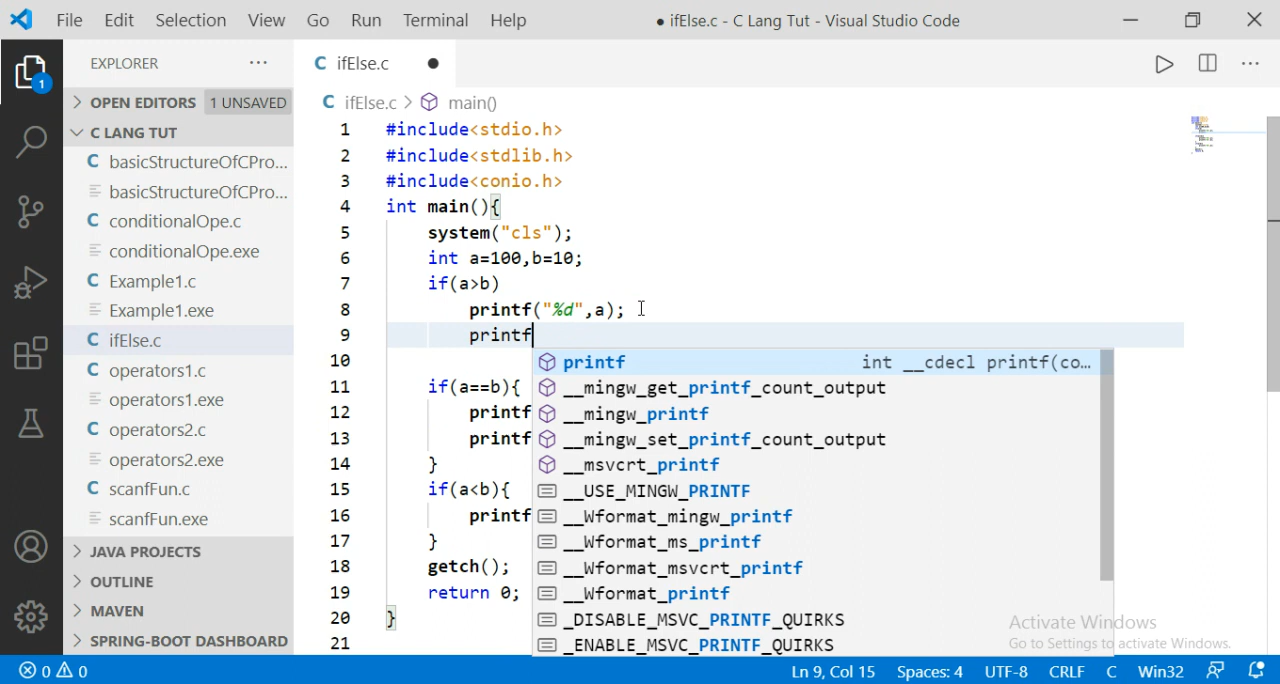 File Edit Selection View Go Run Terminal Help ● ifElse.c - C Lang Tut - Visual Studio Code
EXPLORER ···
OPEN EDITORS 1 UNSAVED
C LANG TUT
C basicStructureOfCPro...
basicStructureOfCPro...
C conditionalOpe.c
conditionalOpe.exe
C Example1.c
Example1.exe
C ifElse.c
C operators1.c
operators1.exe
C operators2.c
operators2.exe
C scanfFun.c
scanfFun.exe
JAVA PROJECTS
OUTLINE
MAVEN
SPRING-BOOT DASHBOARD
1
C ifElse.c ●
C ifElse.c > main()
1 #include<stdio.h>
2 #include<stdlib.h>
3 #include<conio.h>
4 int main(){
5 system("cls");
6 int a=100,b=10;
7 if(a>b)
8 printf("%d",a);
9 printf
10
11 if(a==b){
12 printf
13 printf
14 }
15 if(a<b){
16 printf
17 }
18 getch();
19 return 0;
20 }
21
printf int __cdecl printf(co...
__mingw_get_printf_count_output
__mingw_printf
__mingw_set_printf_count_output
__msvcrt_printf
__USE_MINGW_PRINTF
__Wformat_mingw_printf
__Wformat_ms_printf
__Wformat_msvcrt_printf
__Wformat_printf
_DISABLE_MSVC_PRINTF_QUIRKS
_ENABLE_MSVC_PRINTF_QUIRKS
Activate Windows
Go to Settings to activate Windows.
0 0 Ln 9, Col 15 Spaces: 4 UTF-8 CRLF C Win32